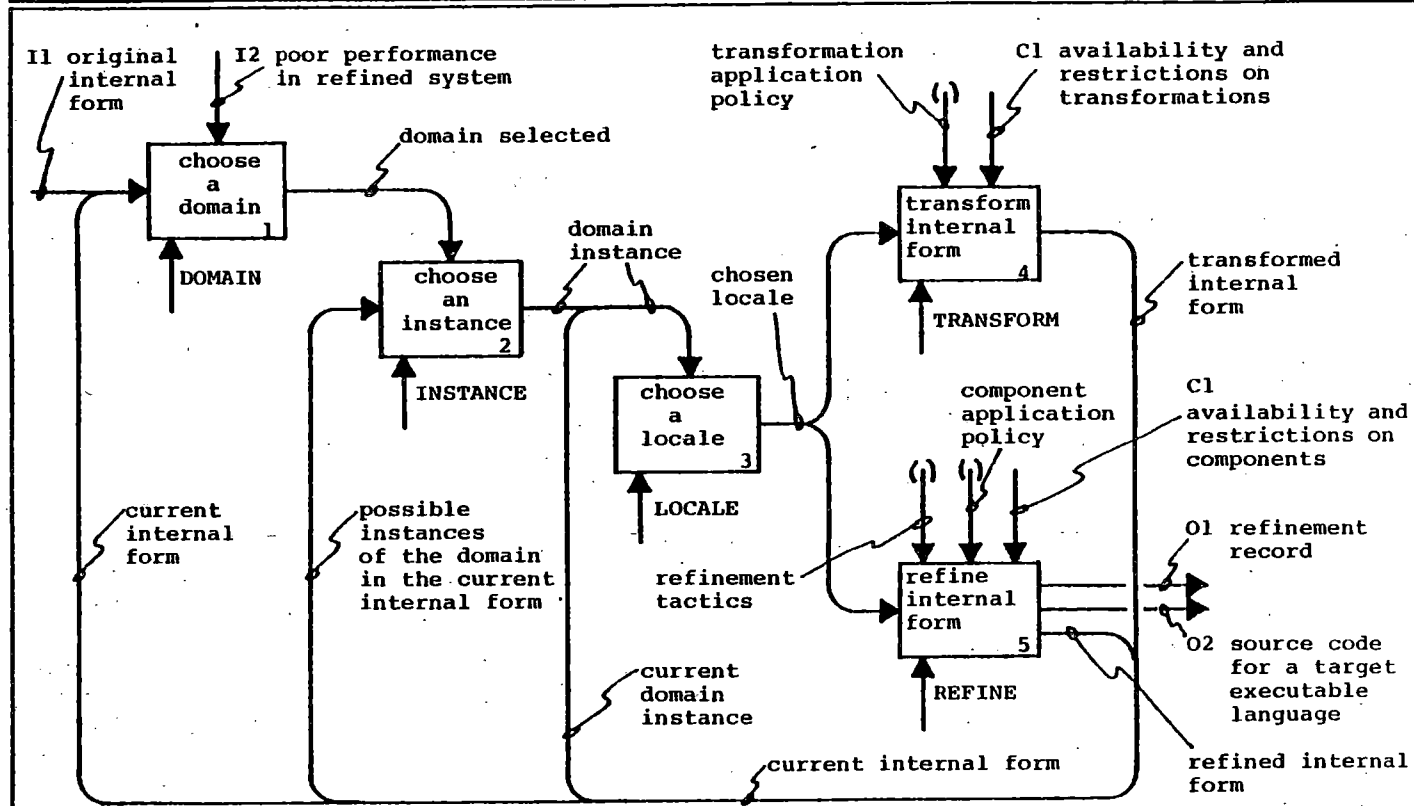 I1 original
internal
form
I2 poor performance
in refined system
domain selected
choose
a
domain
1
DOMAIN
choose
an
instance
2
INSTANCE
domain
instance
choose
a
locale
3
LOCALE
chosen
locale
transformation
application
policy
( )
C1 availability and
restrictions on
transformations
transform
internal
form
4
TRANSFORM
transformed
internal
form
component
application
policy
C1
availability and
restrictions on
components
( )
( )
refinement
tactics
refine
internal
form
5
REFINE
O1 refinement
record
O2 source code
for a target
executable
language
refined internal
form
current
internal
form
possible
instances
of the domain
in the current
internal form
current
domain
instance
current internal form